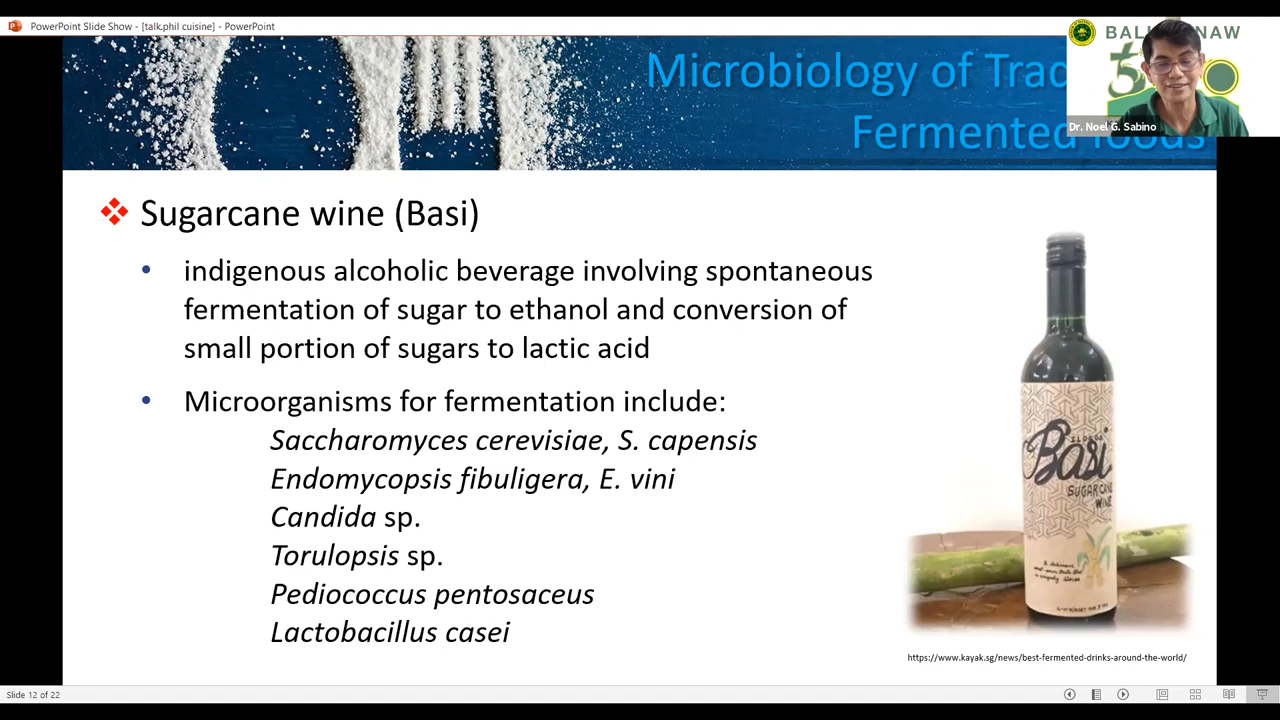 PowerPoint Slide Show - [talk.phil cuisine] - PowerPoint
BALI NAW
Microbiology of Trad
Dr. Noel G. Sabino
Fermented foods
Sugarcane wine (Basi)
• indigenous alcoholic beverage involving spontaneous
fermentation of sugar to ethanol and conversion of
small portion of sugars to lactic acid
• Microorganisms for fermentation include:
Saccharomyces cerevisiae, S. capensis
Endomycopsis fibuligera, E. vini
Candida sp.
Torulopsis sp.
Pediococcus pentosaceus
Lactobacillus casei
Basi
SUGARCANE
WINE
https://www.kayak.sg/news/best-fermented-drinks-around-the-world/
Slide 12 of 22